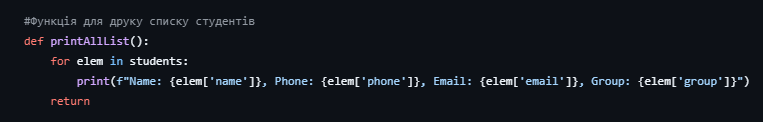 #Функція для друку списку студентів
def printAllList():
    for elem in students:
        print(f"Name: {elem['name']}, Phone: {elem['phone']}, Email: {elem['email']}, Group: {elem['group']}")
    return